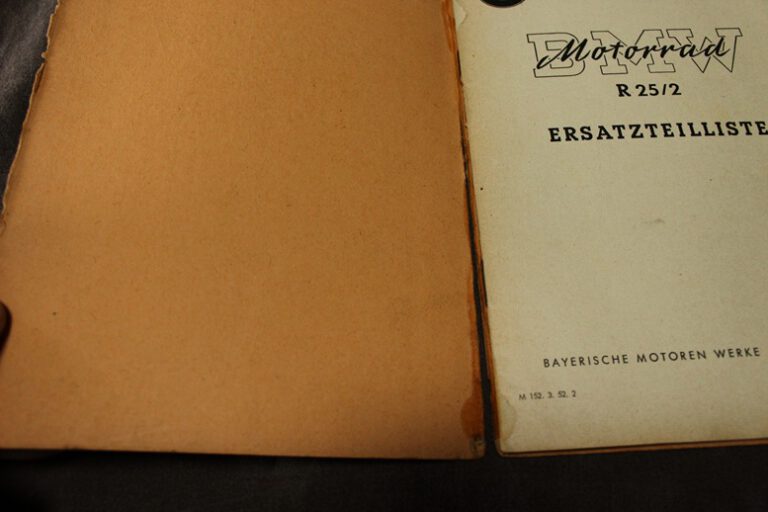 BMW Motorrad
R 25/2
ERSATZTEILLISTE
BAYERISCHE MOTOREN WERKE
M 152. 3. 52. 2